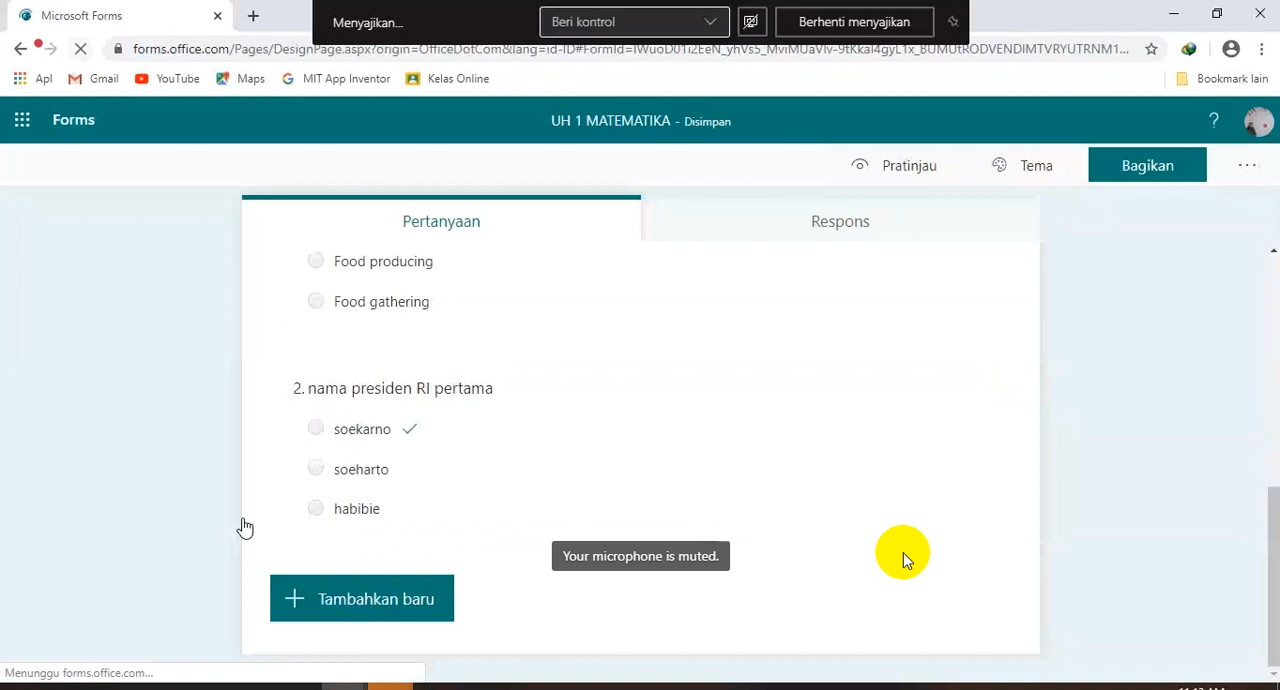 Microsoft Forms
Menyajikan...
Beri kontrol
Berhenti menyajikan
Apl
Gmail
YouTube
Maps
MIT App Inventor
Kelas Online
Bookmark lain
Forms
UH 1 MATEMATIKA - Disimpan
?
Pratinjau
Tema
Bagikan
Pertanyaan
Respons
Food producing
Food gathering
2. nama presiden RI pertama
soekarno
soeharto
habibie
Your microphone is muted.
Tambahkan baru
Menunggu forms.office.com...